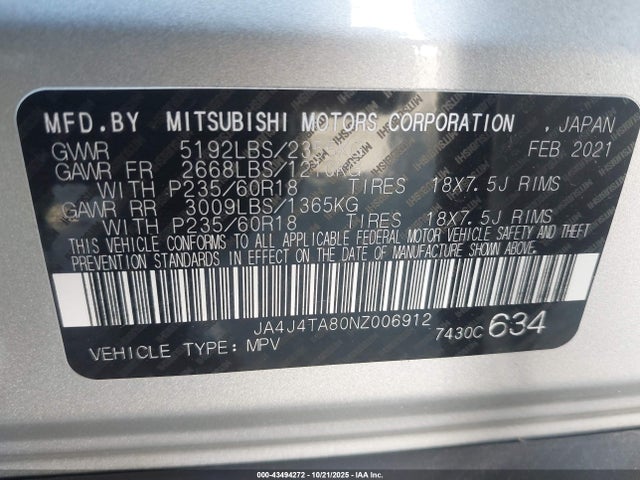 MFD.BY MITSUBISHI MOTORS CORPORATION , JAPAN
GVWR 5192LBS/23 FEB 2021
GAWR FR 2668LBS/1210KG
WITH P235/60R18 TIRES 18X7.5J RIMS
GAWR RR 3009LBS/1365KG
WITH P235/60R18 TIRES 18X7.5J RIMS
THIS VEHICLE CONFORMS TO ALL APPLICABLE FEDERAL MOTOR VEHICLE SAFETY AND THEFT
PREVENTION STANDARDS IN EFFECT ON THE DATE OF MANUFACTURE SHOWN ABOVE.
JA4J4TA80NZ006912
7430C 634
VEHICLE TYPE: MPV
000-43494272 - 10/21/2025 - IAA Inc.